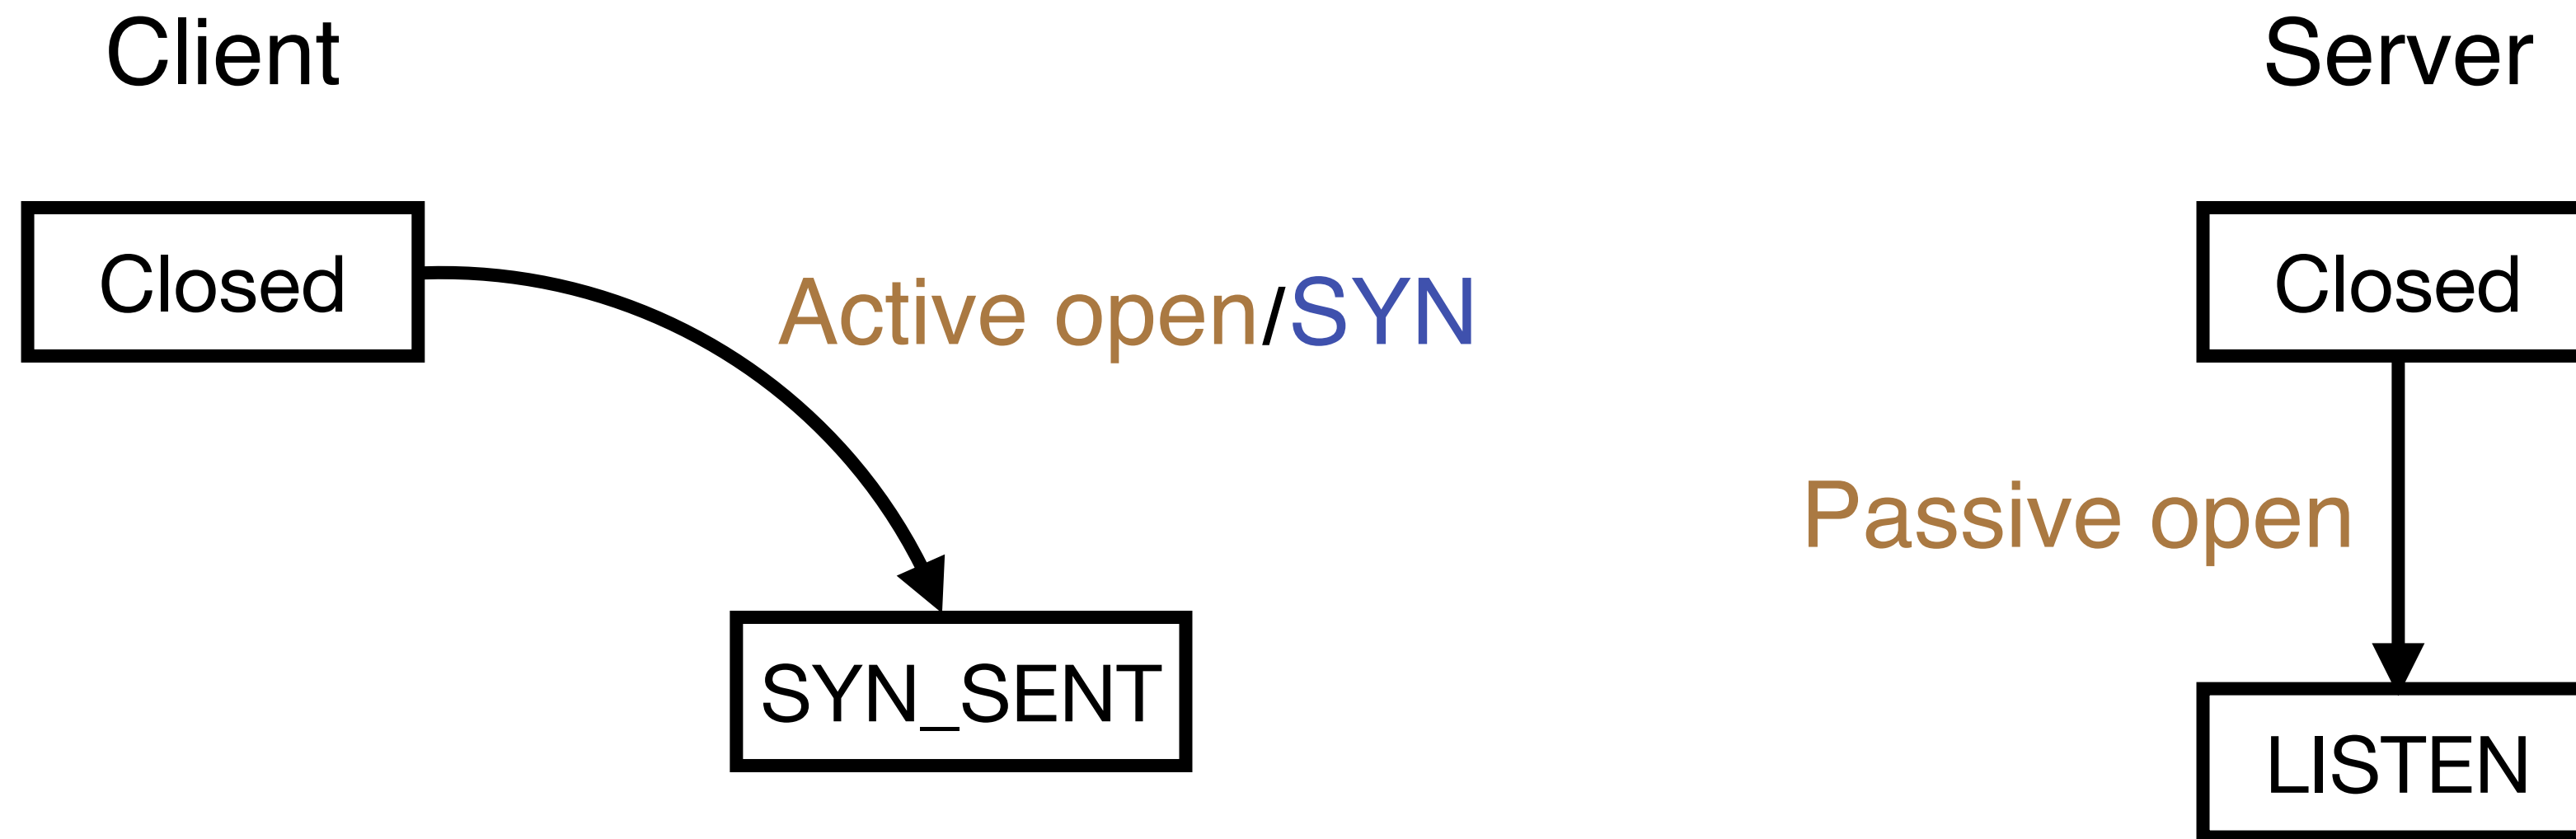 Client
Server
Closed
Closed
Active open/SYN
Passive open
SYN_SENT
LISTEN